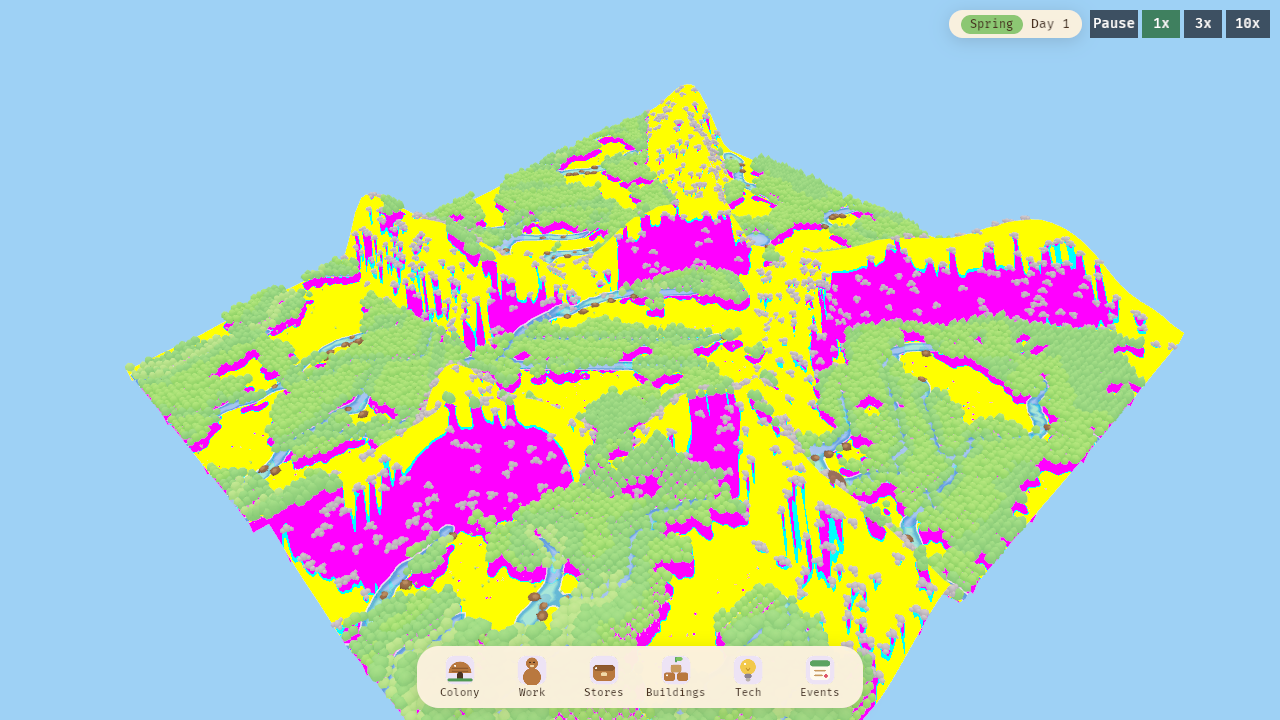 Spring Day 1 Pause 1x 3x 10x
Colony Work Stores Buildings Tech Events